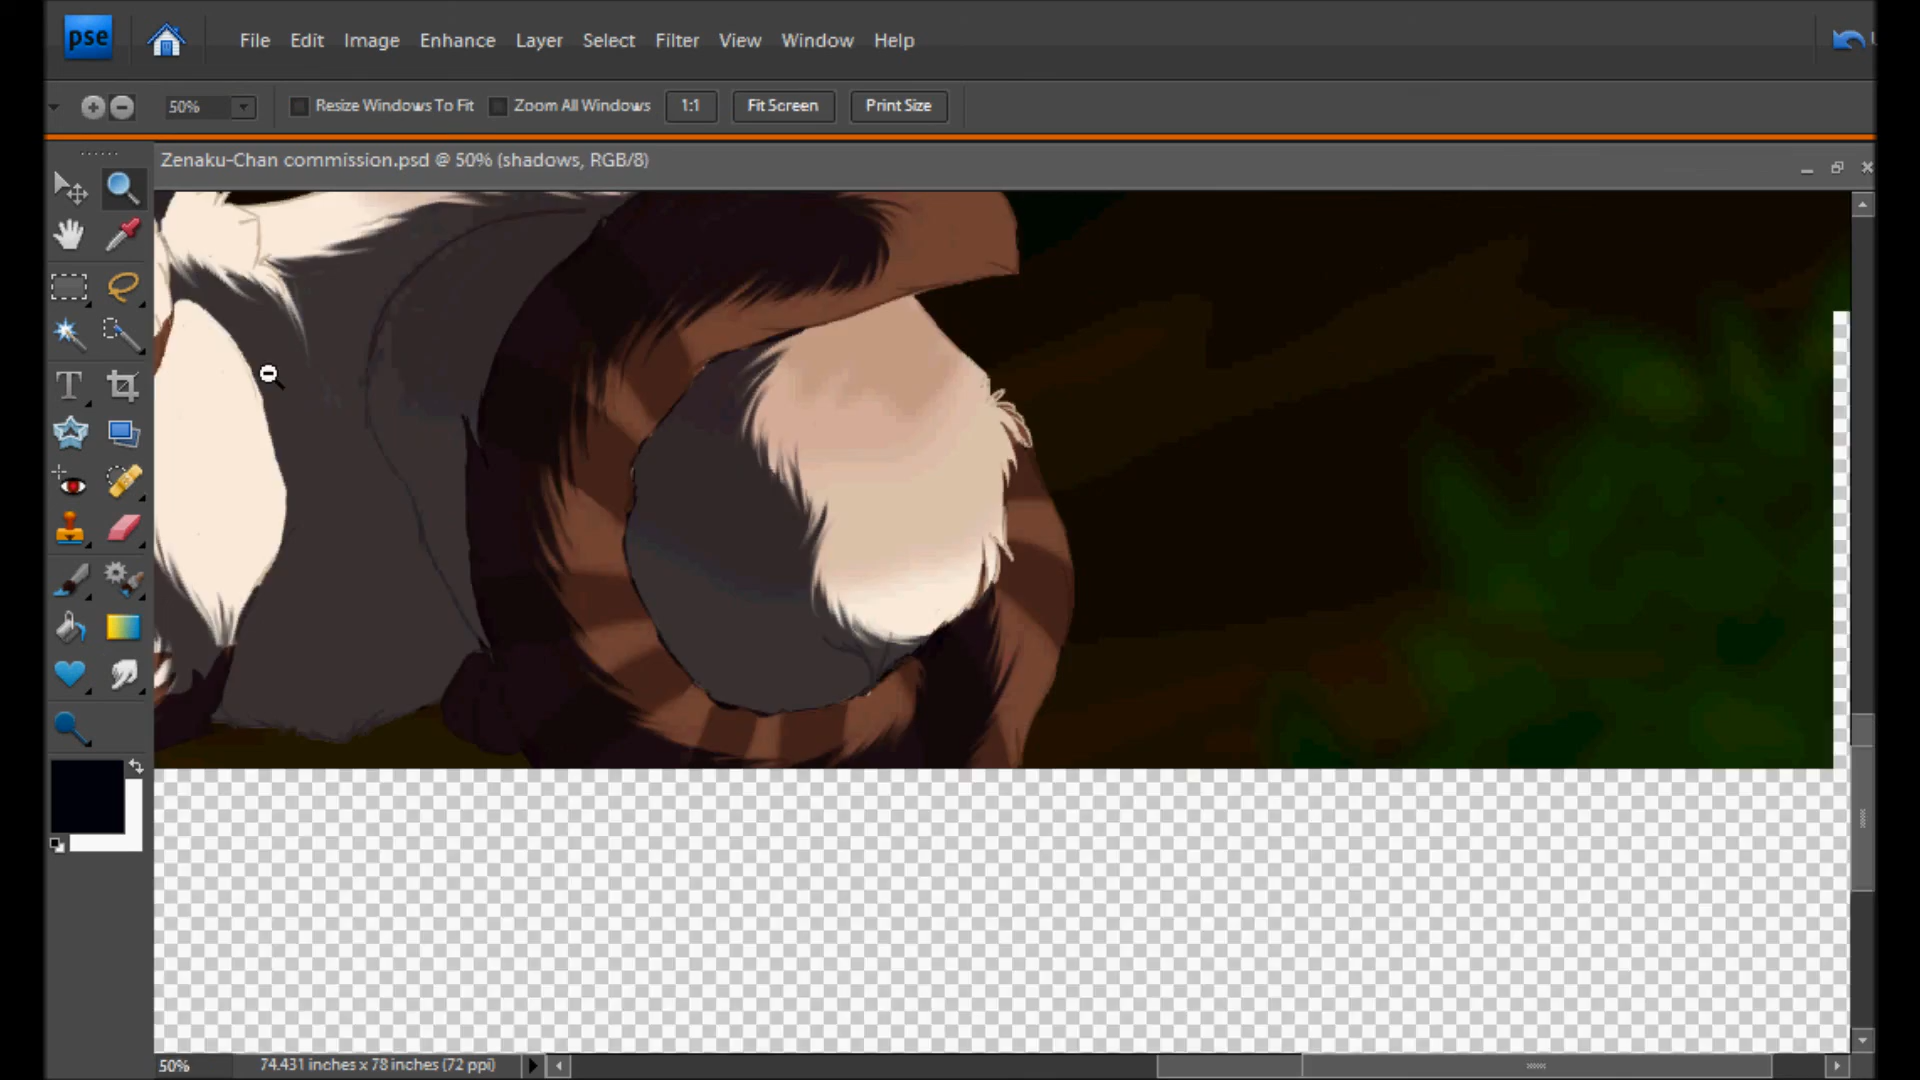 pse File Edit Image Enhance Layer Select Filter View Window Help
50% Resize Windows To Fit Zoom All Windows 1:1 Fit Screen Print Size
Zenaku-Chan commission.psd @ 50% (shadows, RGB/8)
T
50% 74.431 inches x 78 inches (72 ppi)